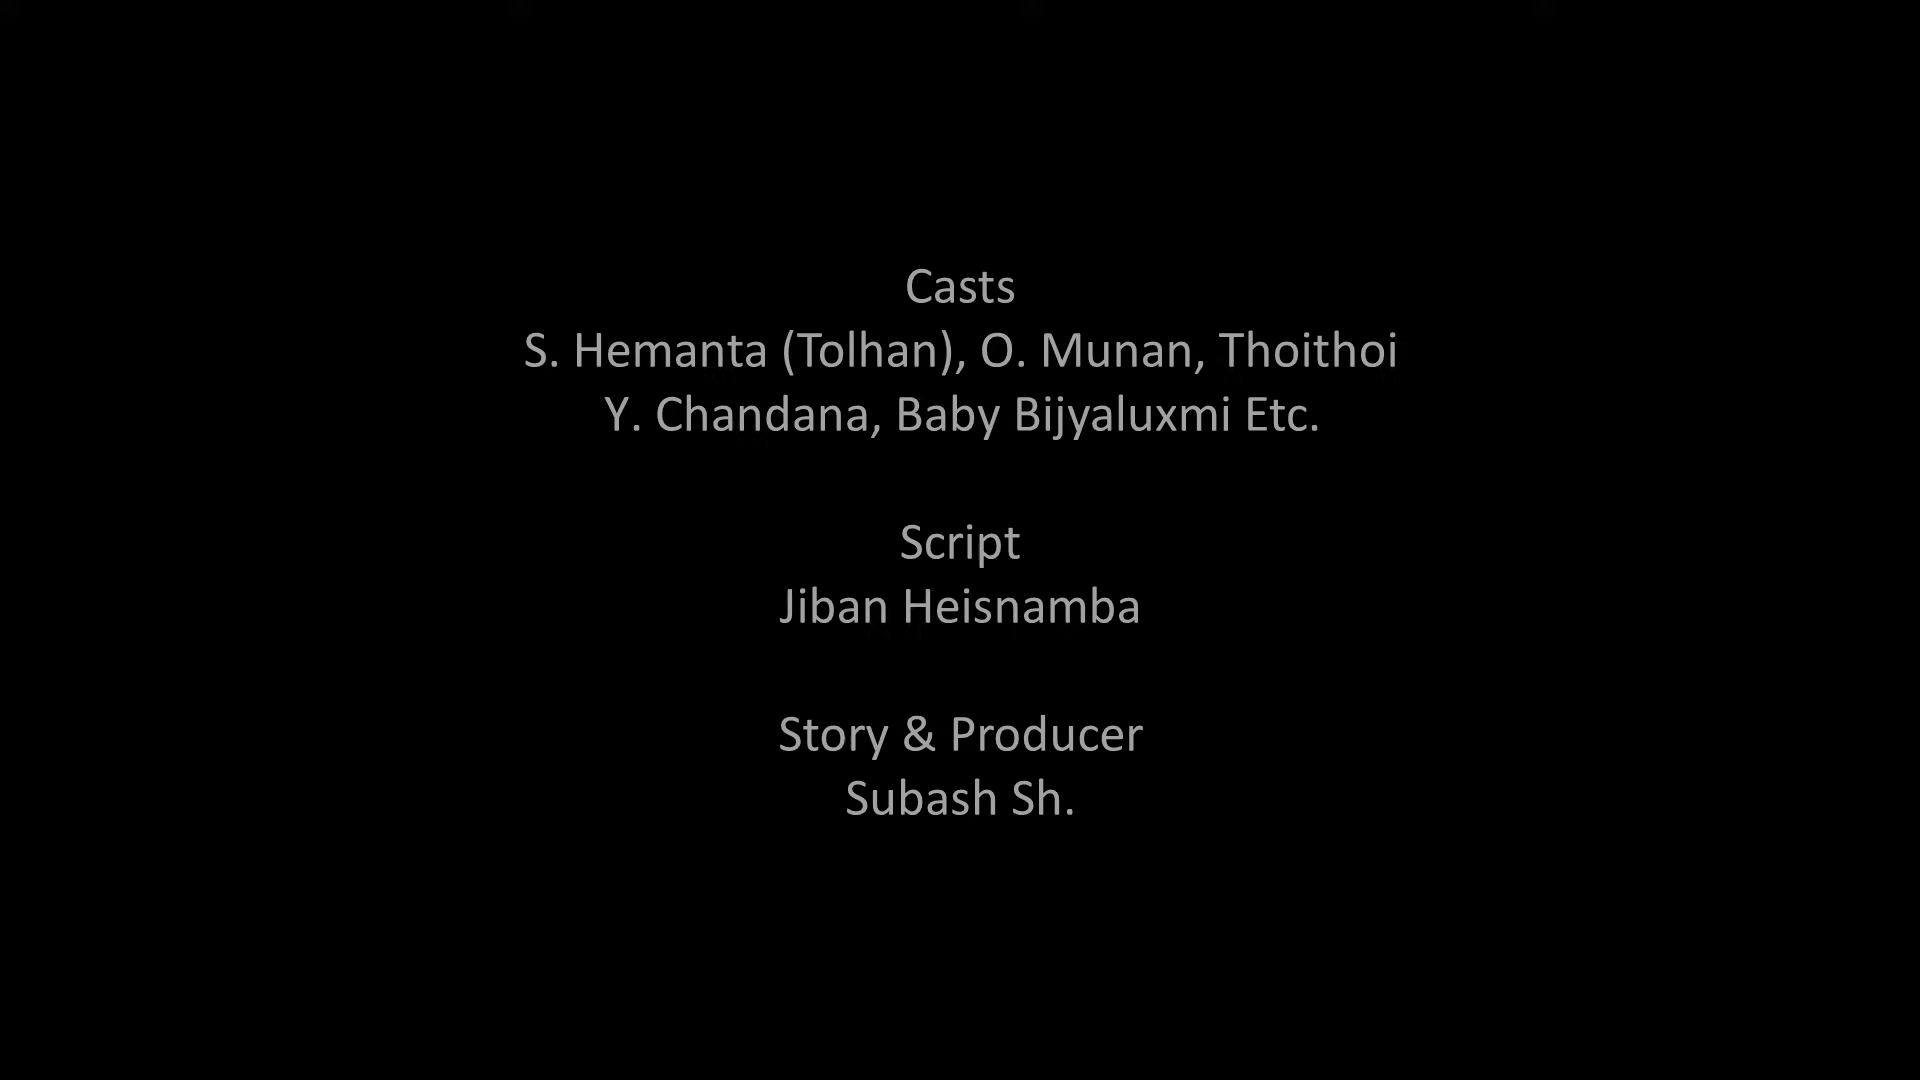 Casts
S. Hemanta (Tolhan), O. Munan, Thoithoi
Y. Chandana, Baby Bijyaluxmi Etc.
Script
Jiban Heisnamba
Story & Producer
Subash Sh.